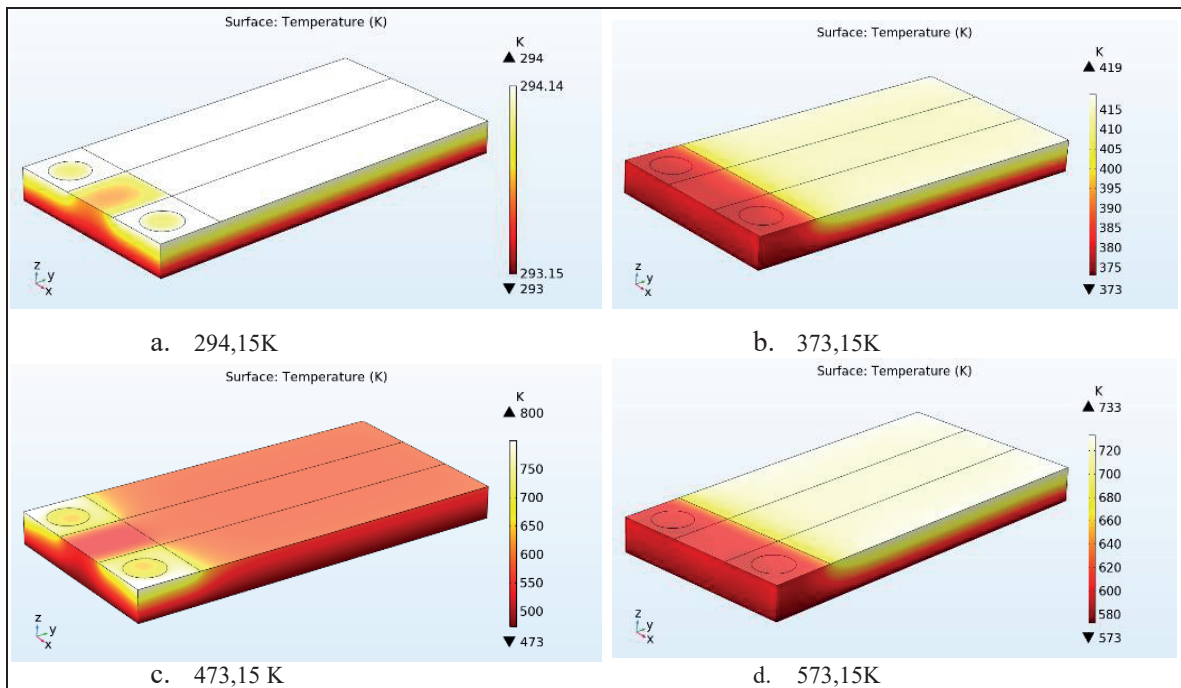 Surface: Temperature (K)
K
▲ 294
294.14
293.15
▼ 293
z
y
x
a. 294,15K
Surface: Temperature (K)
K
▲ 419
415
410
405
400
395
390
385
380
375
▼ 373
z
y
x
b. 373,15K
Surface: Temperature (K)
K
▲ 800
750
700
650
600
550
500
▼ 473
z
y
x
c. 473,15 K
Surface: Temperature (K)
K
▲ 733
720
700
680
660
640
620
600
580
▼ 573
z
y
x
d. 573,15K